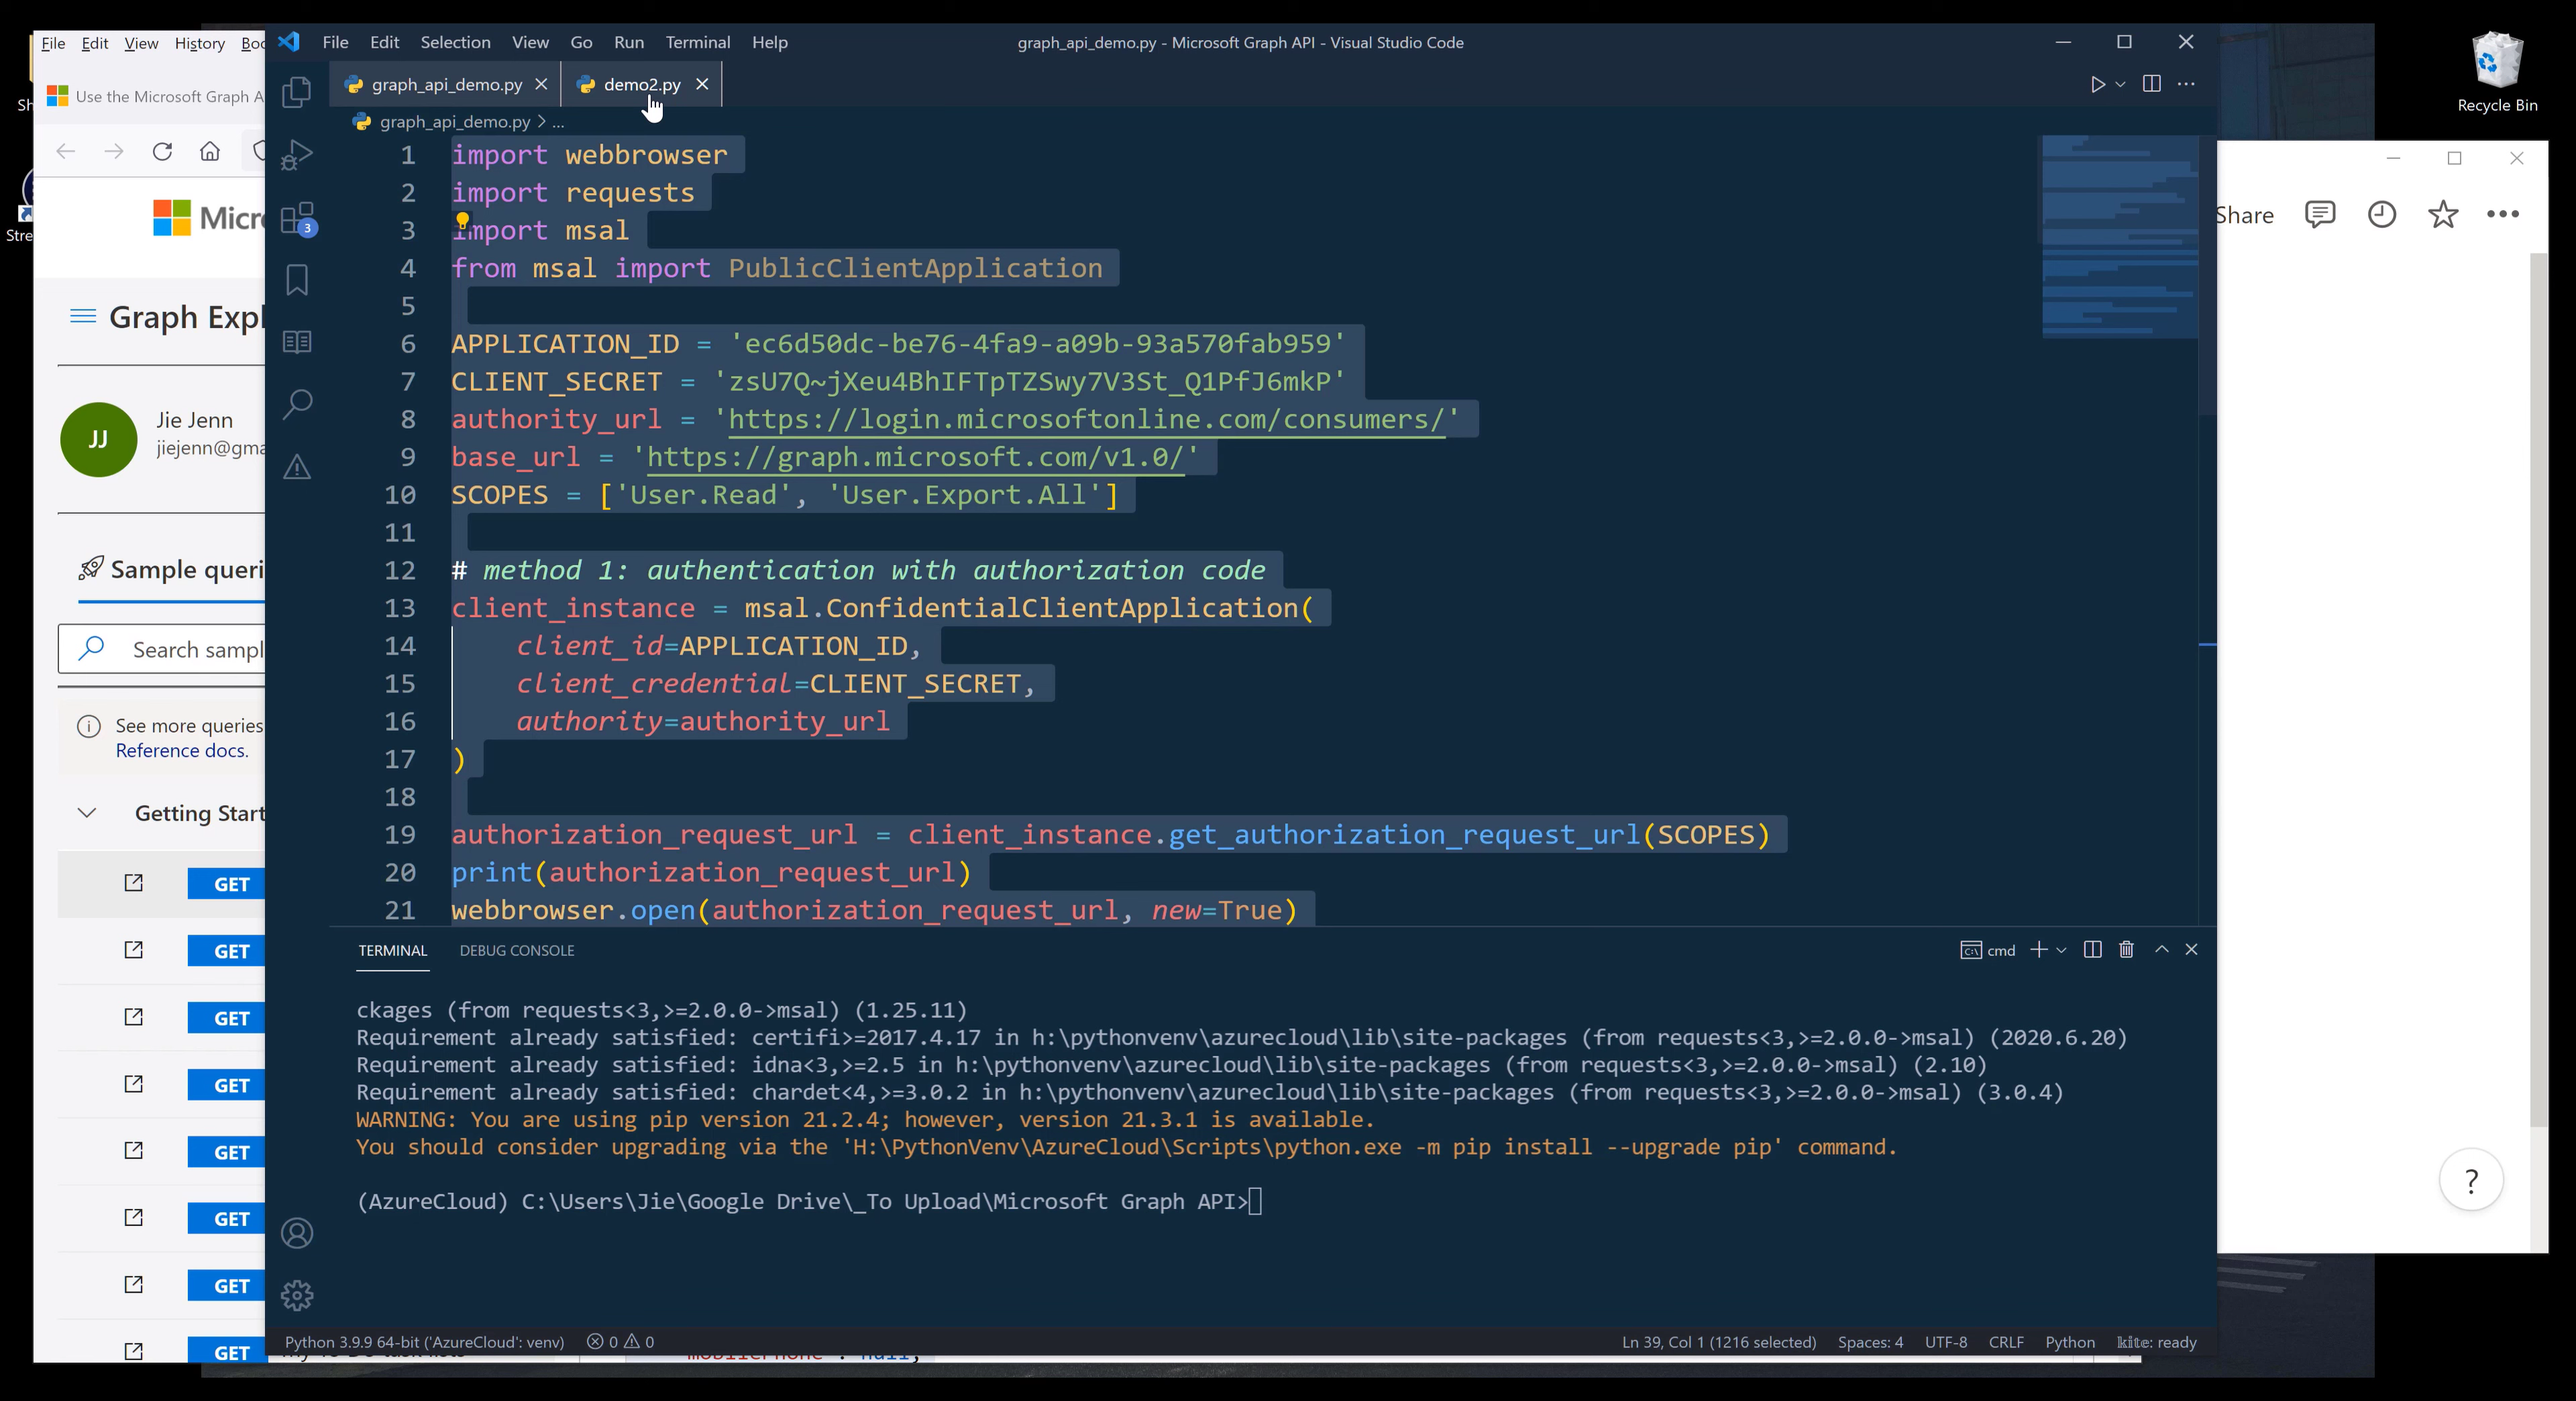 File Edit View History
Use the Microsoft Graph A
Micr
Graph Expl
JJ
Jie Jenn
jiejenn@gma
Sample queri
Search sampl
See more queries
Reference docs.
Getting Start
GET
GET
GET
GET
GET
GET
GET
GET
File Edit Selection View Go Run Terminal Help
graph_api_demo.py - Microsoft Graph API - Visual Studio Code
graph_api_demo.py
demo2.py
graph_api_demo.py > ...
3
1 import webbrowser
2 import requests
3 import msal
4 from msal import PublicClientApplication
5
6 APPLICATION_ID = 'ec6d50dc-be76-4fa9-a09b-93a570fab959'
7 CLIENT_SECRET = 'zsU7Q~jXeu4BhIFTpTZSwy7V3St_Q1PfJ6mkP'
8 authority_url = 'https://login.microsoftonline.com/consumers/'
9 base_url = 'https://graph.microsoft.com/v1.0/'
10 SCOPES = ['User.Read', 'User.Export.All']
11
12 # method 1: authentication with authorization code
13 client_instance = msal.ConfidentialClientApplication(
14 client_id=APPLICATION_ID,
15 client_credential=CLIENT_SECRET,
16 authority=authority_url
17 )
18
19 authorization_request_url = client_instance.get_authorization_request_url(SCOPES)
20 print(authorization_request_url)
21 webbrowser.open(authorization_request_url, new=True)
TERMINAL DEBUG CONSOLE
cmd
ckages (from requests<3,>=2.0.0->msal) (1.25.11)
Requirement already satisfied: certifi>=2017.4.17 in h:\pythonvenv\azurecloud\lib\site-packages (from requests<3,>=2.0.0->msal) (2020.6.20)
Requirement already satisfied: idna<3,>=2.5 in h:\pythonvenv\azurecloud\lib\site-packages (from requests<3,>=2.0.0->msal) (2.10)
Requirement already satisfied: chardet<4,>=3.0.2 in h:\pythonvenv\azurecloud\lib\site-packages (from requests<3,>=2.0.0->msal) (3.0.4)
WARNING: You are using pip version 21.2.4; however, version 21.3.1 is available.
You should consider upgrading via the 'H:\PythonVenv\AzureCloud\Scripts\python.exe -m pip install --upgrade pip' command.
(AzureCloud) C:\Users\Jie\Google Drive\_To Upload\Microsoft Graph API>
Python 3.9.9 64-bit ('AzureCloud': venv) 0 0
Ln 39, Col 1 (1216 selected) Spaces: 4 UTF-8 CRLF Python kite: ready
Recycle Bin
Share
?